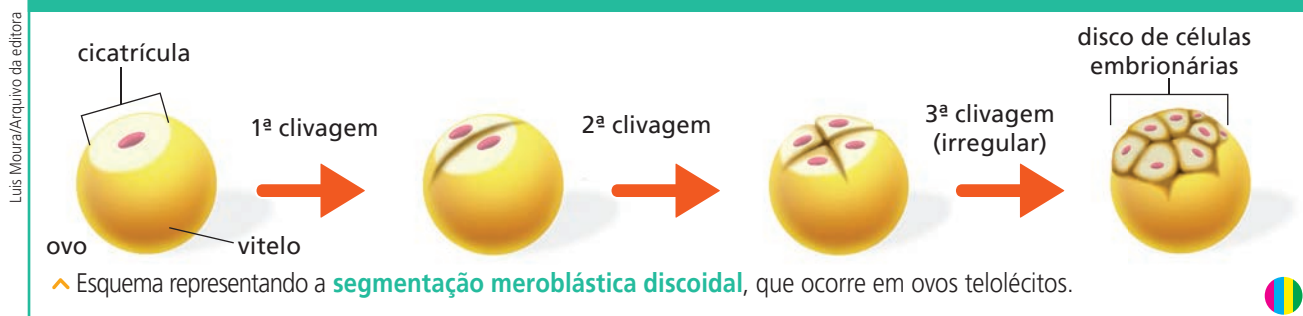 Luis Moura/Arquivo da editora
cicatrícula
1ª clivagem
2ª clivagem
3ª clivagem
(irregular)
disco de células
embrionárias
ovo
vitelo
Esquema representando a segmentação meroblástica discoidal, que ocorre em ovos telolécitos.